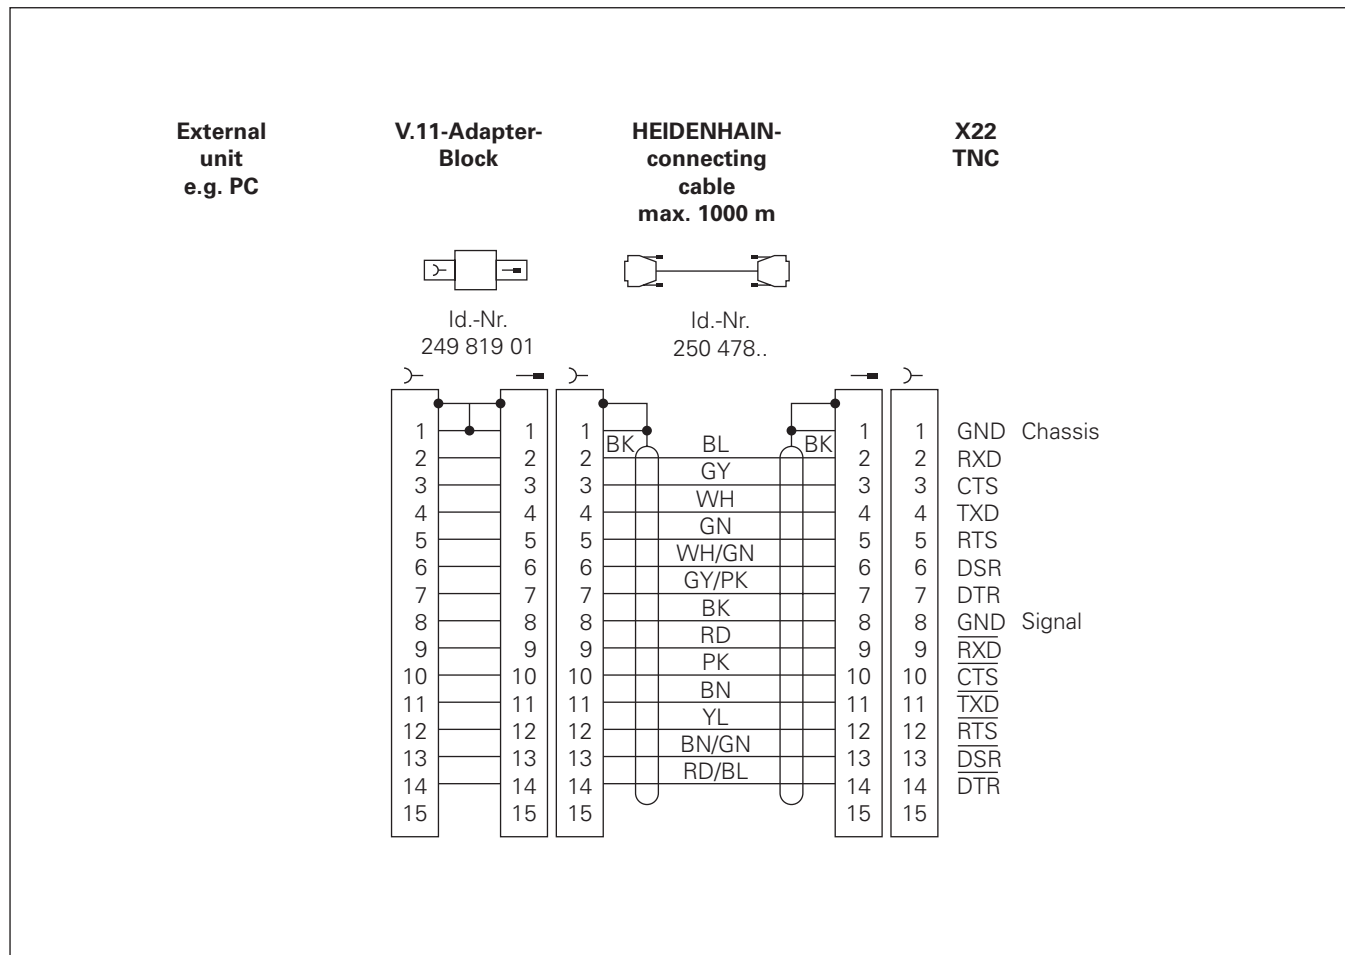 External
unit
e.g. PC
V.11-Adapter-
Block
HEIDENHAIN-
connecting
cable
max. 1000 m
X22
TNC
Id.-Nr.
249 819 01
Id.-Nr.
250 478..
1 1 1 BK BL BK 1 1 GND Chassis
2 2 2 GY 2 2 RXD
3 3 3 WH 3 3 CTS
4 4 4 GN 4 4 TXD
5 5 5 WH/GN 5 5 RTS
6 6 6 GY/PK 6 6 DSR
7 7 7 BK 7 7 DTR
8 8 8 RD 8 8 GND Signal
9 9 9 PK 9 9 R̅X̅D̅
10 10 10 BN 10 10 C̅T̅S̅
11 11 11 YL 11 11 T̅X̅D̅
12 12 12 BN/GN 12 12 R̅T̅S̅
13 13 13 RD/BL 13 13 D̅S̅R̅
14 14 14 14 14 D̅T̅R̅
15 15 15 15 15